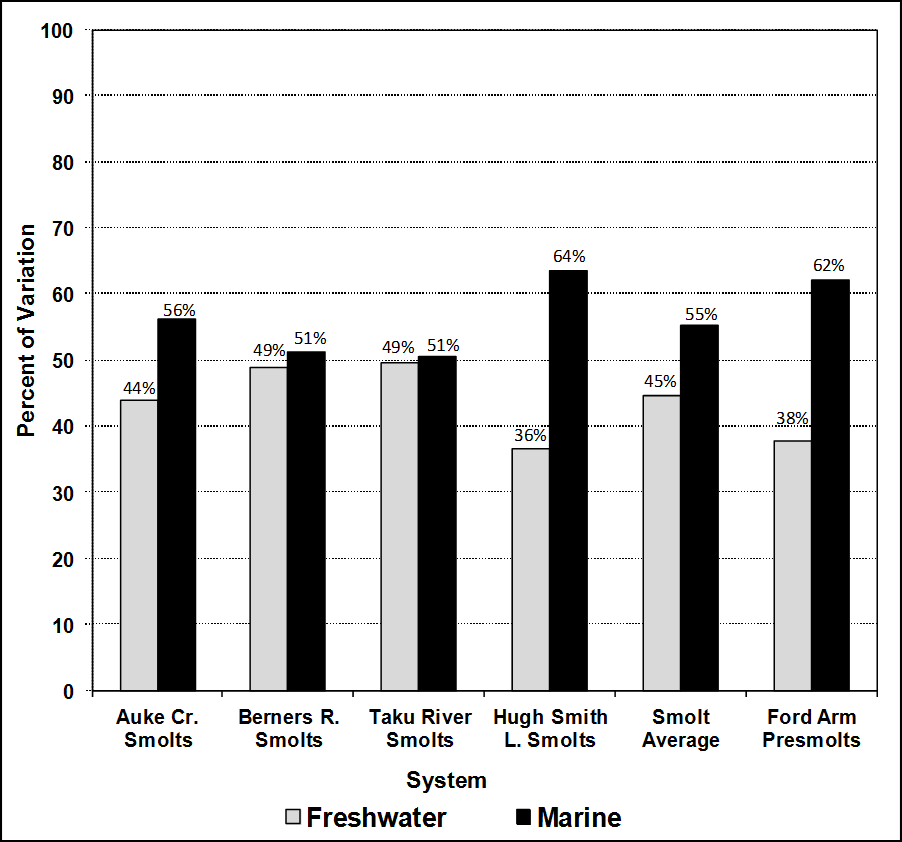 100
90
80
70
60
50
40
30
20
10
0
Percent of Variation
44%
56%
49%
51%
49%
51%
36%
64%
45%
55%
38%
62%
Auke Cr. Smolts
Berners R. Smolts
Taku River Smolts
Hugh Smith L. Smolts
Smolt Average
Ford Arm Presmolts
System
Freshwater
Marine